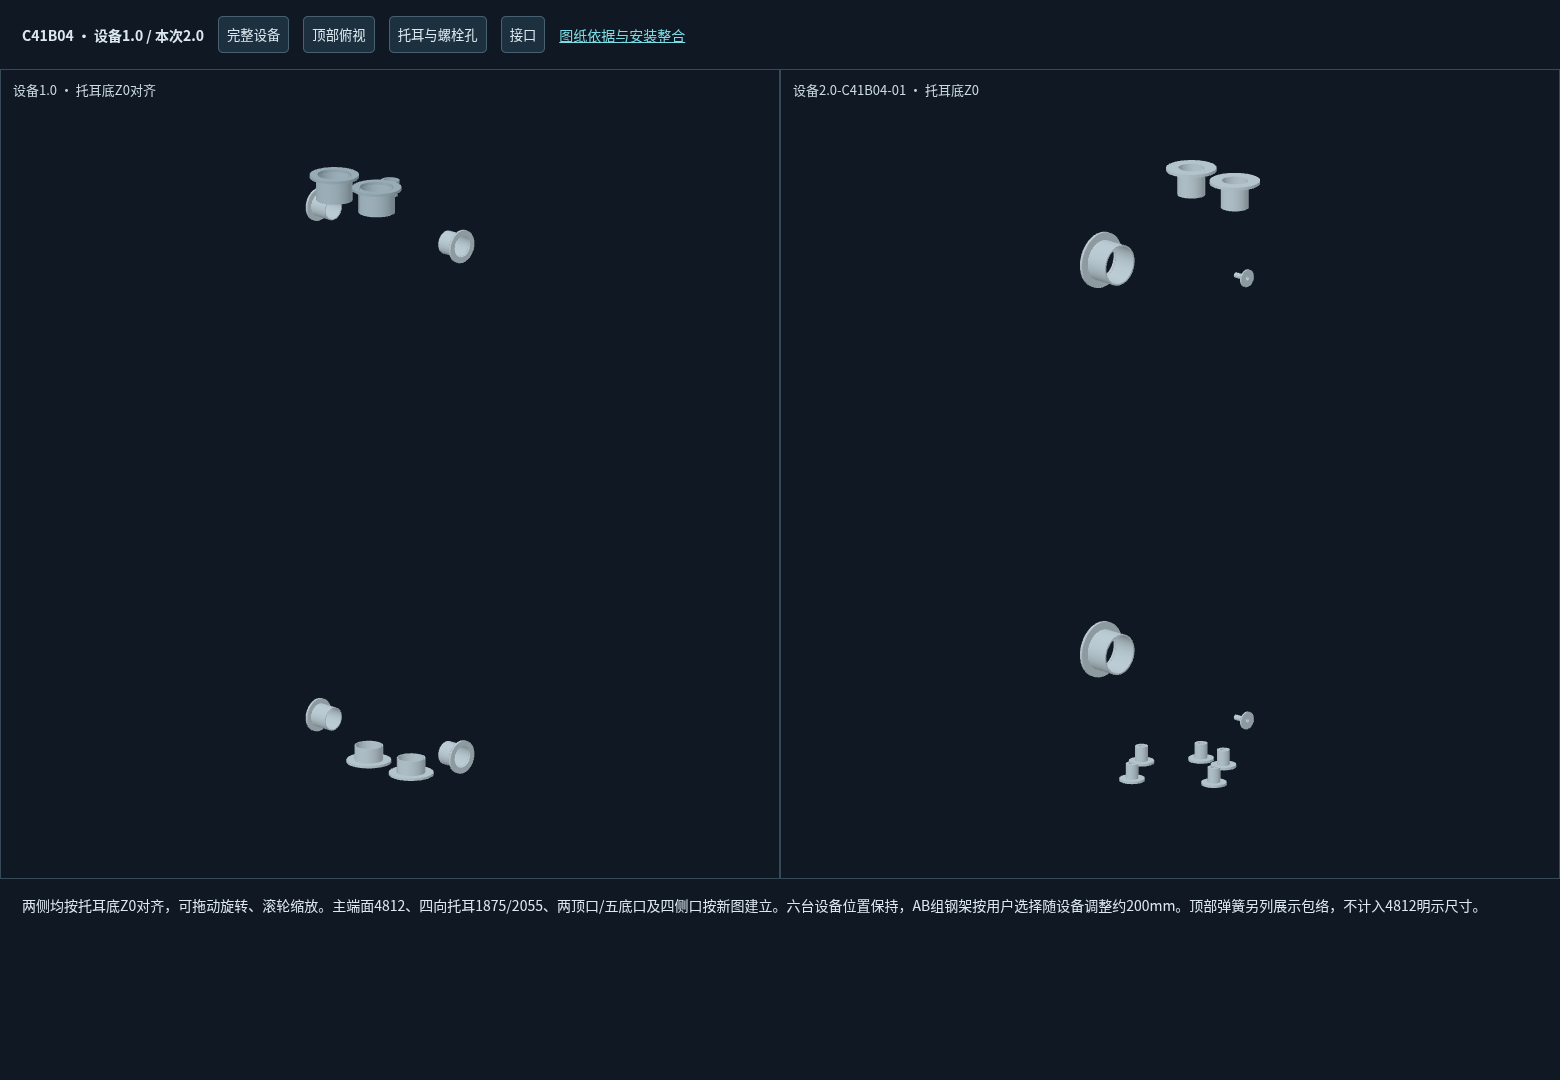 C41B04 · 设备1.0 / 本次2.0 完整设备 顶部俯视 托耳与螺栓孔 接口 图纸依据与安装整合
设备1.0 · 托耳底Z0对齐
设备2.0-C41B04-01 · 托耳底Z0
两侧均按托耳底Z0对齐，可拖动旋转、滚轮缩放。主端面4812、四向托耳1875/2055、两顶口/五底口及四侧口按新图建立。六台设备位置保持，AB组钢架按用户选择随设备调整约200mm。顶部弹簧另列展示包络，不计入4812明示尺寸。